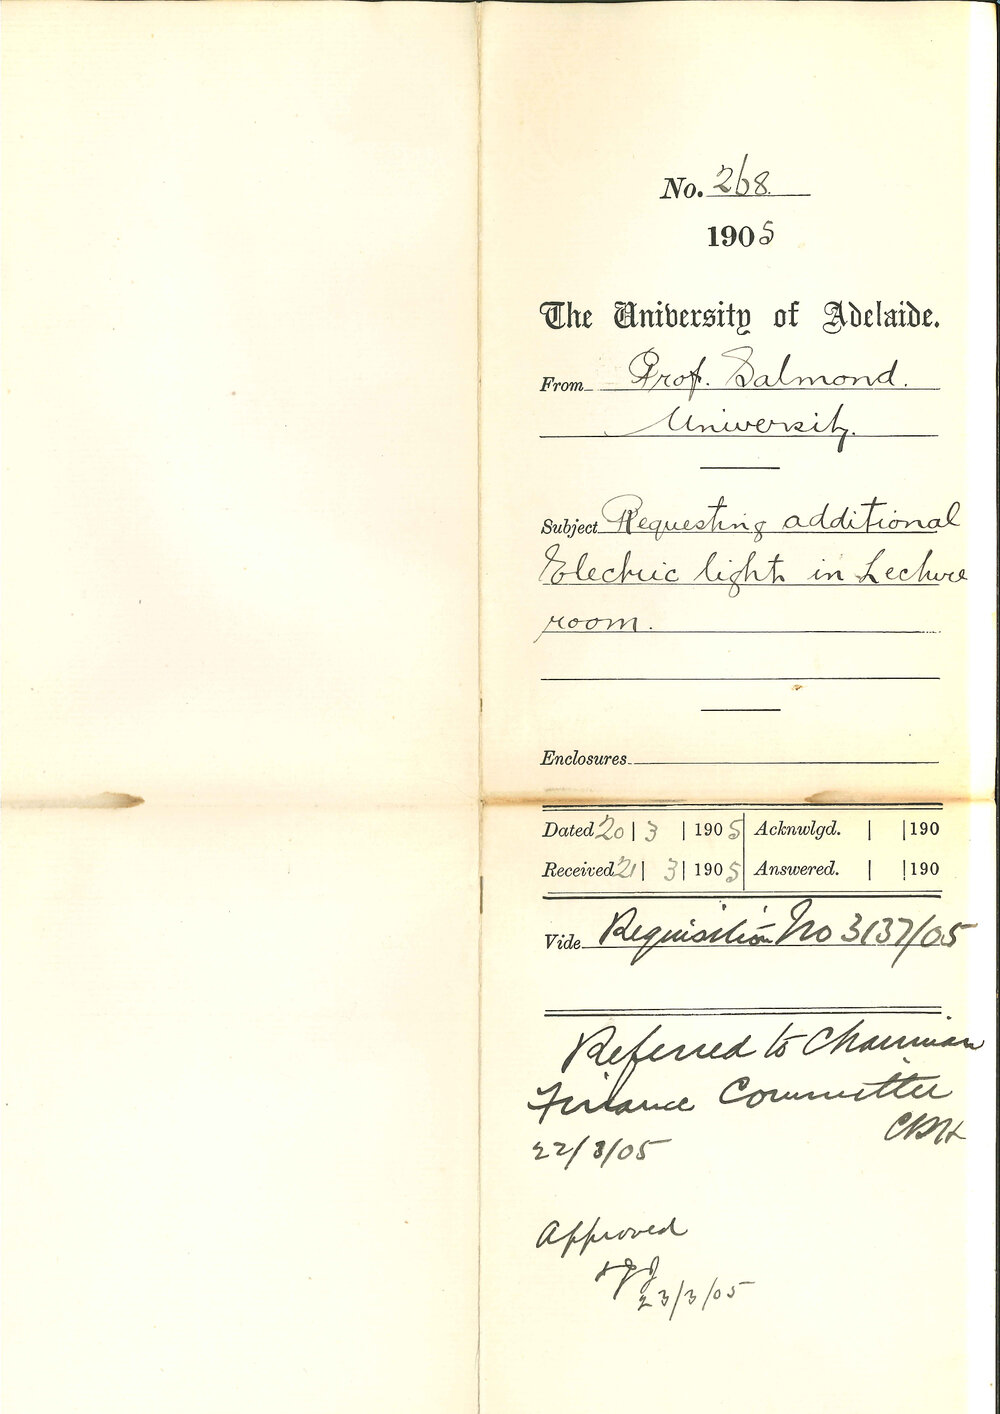 No. 268
1905
The University of Adelaide.
From Prof. Salmond.
University.
Subject Requesting additional
Electric light in Lecture
room.
Enclosures
Dated 20 | 3 | 1905 Acknwlgd. | | 190
Received 21 | 3 | 1905 Answered. | | 190
Vide Requisition No 3137/05
Referred to Chairman
Finance Committee
22/3/05
Approved
23/3/05